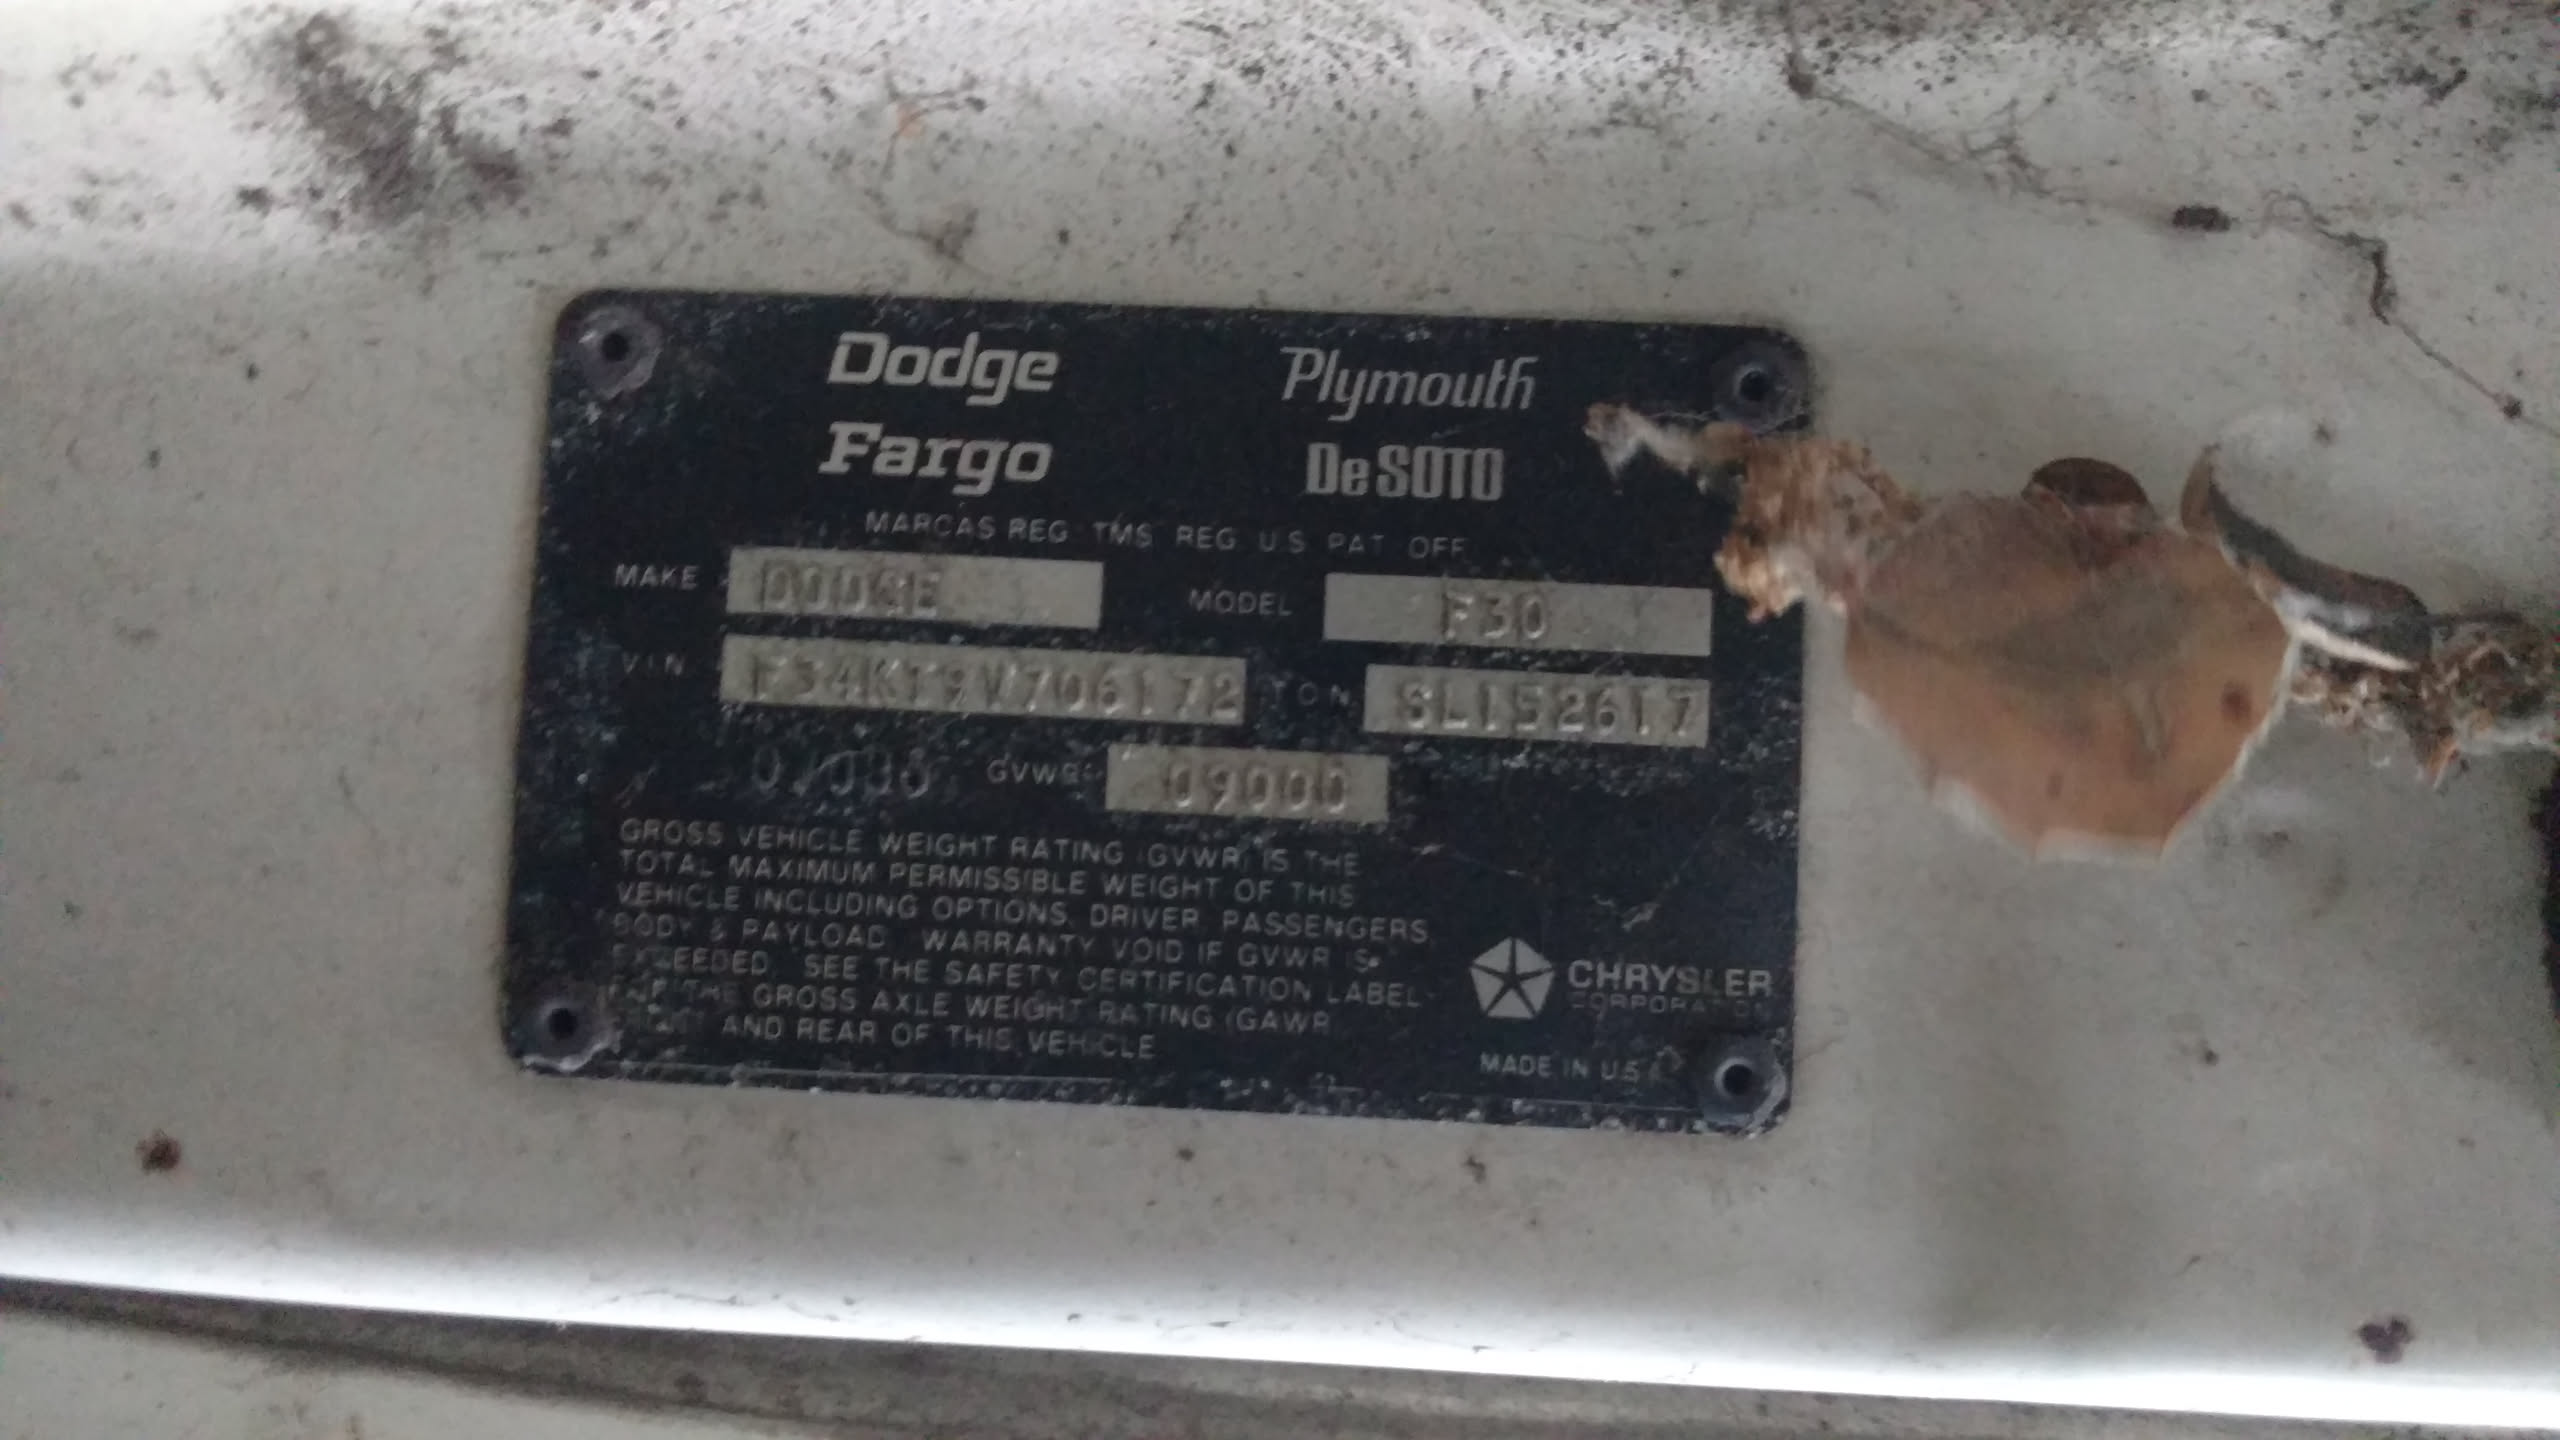 Dodge Plymouth
Fargo DeSOTO
MARCAS REG. TMS REG. U.S. PAT. OFF.
MAKE DODGE MODEL F30
V.I.N. F34KT9V706172 T.O.N. SL152617
GVWR: 09000
GROSS VEHICLE WEIGHT RATING (GVWR) IS THE
TOTAL MAXIMUM PERMISSIBLE WEIGHT OF THIS
VEHICLE INCLUDING OPTIONS, DRIVER, PASSENGERS,
BODY & PAYLOAD. WARRANTY VOID IF GVWR IS
EXCEEDED. SEE THE SAFETY CERTIFICATION LABEL
FOR THE GROSS AXLE WEIGHT RATING (GAWR)
FRONT AND REAR OF THIS VEHICLE
CHRYSLER
CORPORATION
MADE IN U.S.A.